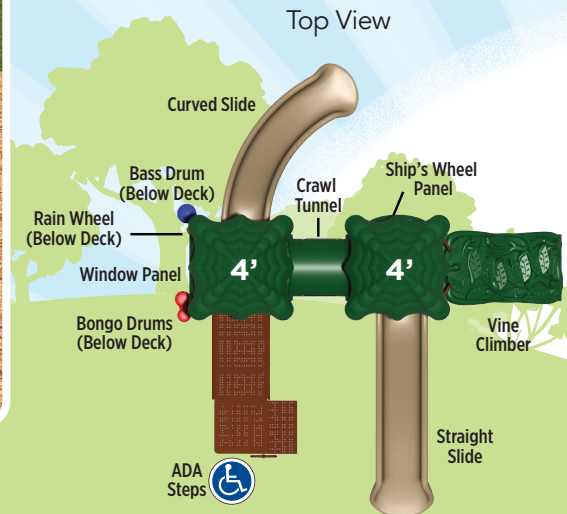 Top View
Curved Slide
Bass Drum
(Below Deck)
Rain Wheel
(Below Deck)
Window Panel
Bongo Drums
(Below Deck)
Crawl
Tunnel
Ship's Wheel
Panel
4'
4'
Vine
Climber
Straight
Slide
ADA
Steps